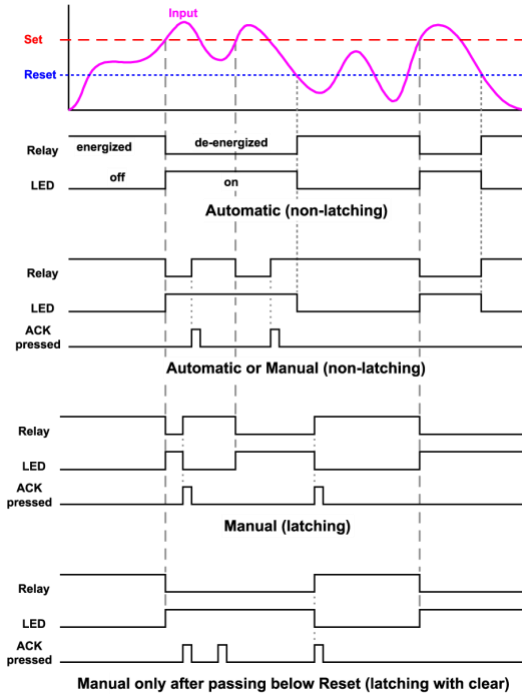 Input
Set
Reset
Relay energized de-energized
LED off on
Automatic (non-latching)
Relay
LED
ACK
pressed
Automatic or Manual (non-latching)
Relay
LED
ACK
pressed
Manual (latching)
Relay
LED
ACK
pressed
Manual only after passing below Reset (latching with clear)